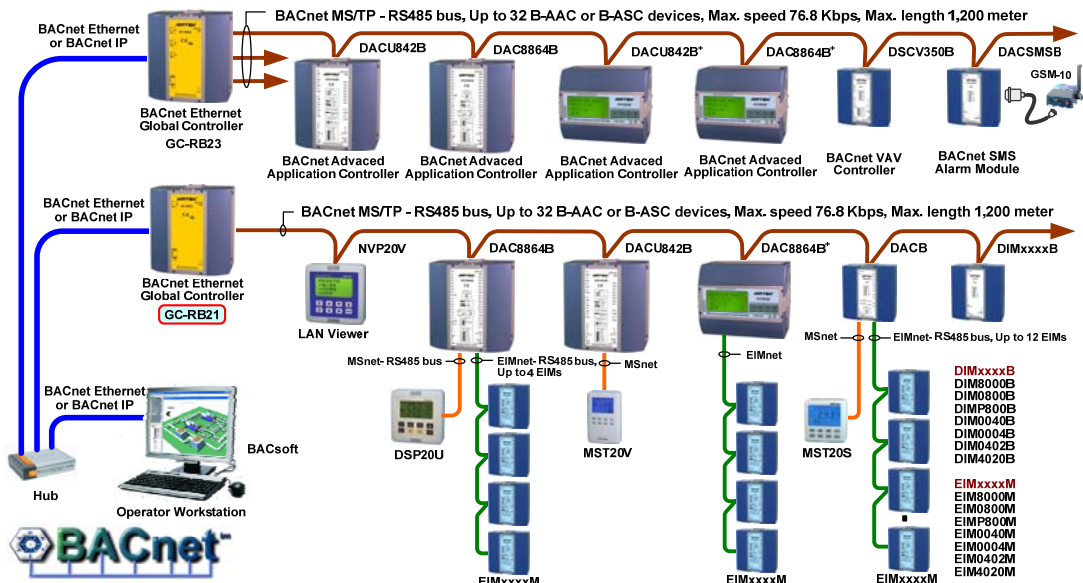 BACnet MS/TP - RS485 bus, Up to 32 B-AAC or B-ASC devices, Max. speed 76.8 Kbps, Max. length 1,200 meter
BACnet Ethernet
or BACnet IP
DACU842B
DAC8864B
DACU842B+
DAC8864B+
DSCV350B
DACSMSB
GSM-10
BACnet Ethernet
Global Controller
GC-RB23
BACnet Advaced
Application Controller
BACnet Advaced
Application Controller
BACnet Advaced
Application Controller
BACnet Advaced
Application Controller
BACnet VAV
Controller
BACnet SMS
Alarm Module
BACnet Ethernet
or BACnet IP
BACnet MS/TP - RS485 bus, Up to 32 B-AAC or B-ASC devices, Max. speed 76.8 Kbps, Max. length 1,200 meter
NVP20V
DAC8864B
DACU842B
DAC8864B+
DACB
DIMxxxxB
BACnet Ethernet
Global Controller
GC-RB21
LAN Viewer
MSnet- RS485 bus
EIMnet- RS485 bus,
Up to 4 EIMs
MSnet
EIMnet
MSnet
EIMnet- RS485 bus, Up to 12 EIMs
BACnet Ethernet
or BACnet IP
BACsoft
DSP20U
MST20V
MST20S
Hub
Operator Workstation
DIMxxxxB
DIM8000B
DIM0800B
DIMP800B
DIM0040B
DIM0004B
DIM0402B
DIM4020B
EIMxxxxM
EIM8000M
EIM0800M
EIMP800M
EIM0040M
EIM0004M
EIM0402M
EIM4020M
BACnet
EIMxxxxM
EIMxxxxM
EIMxxxxM